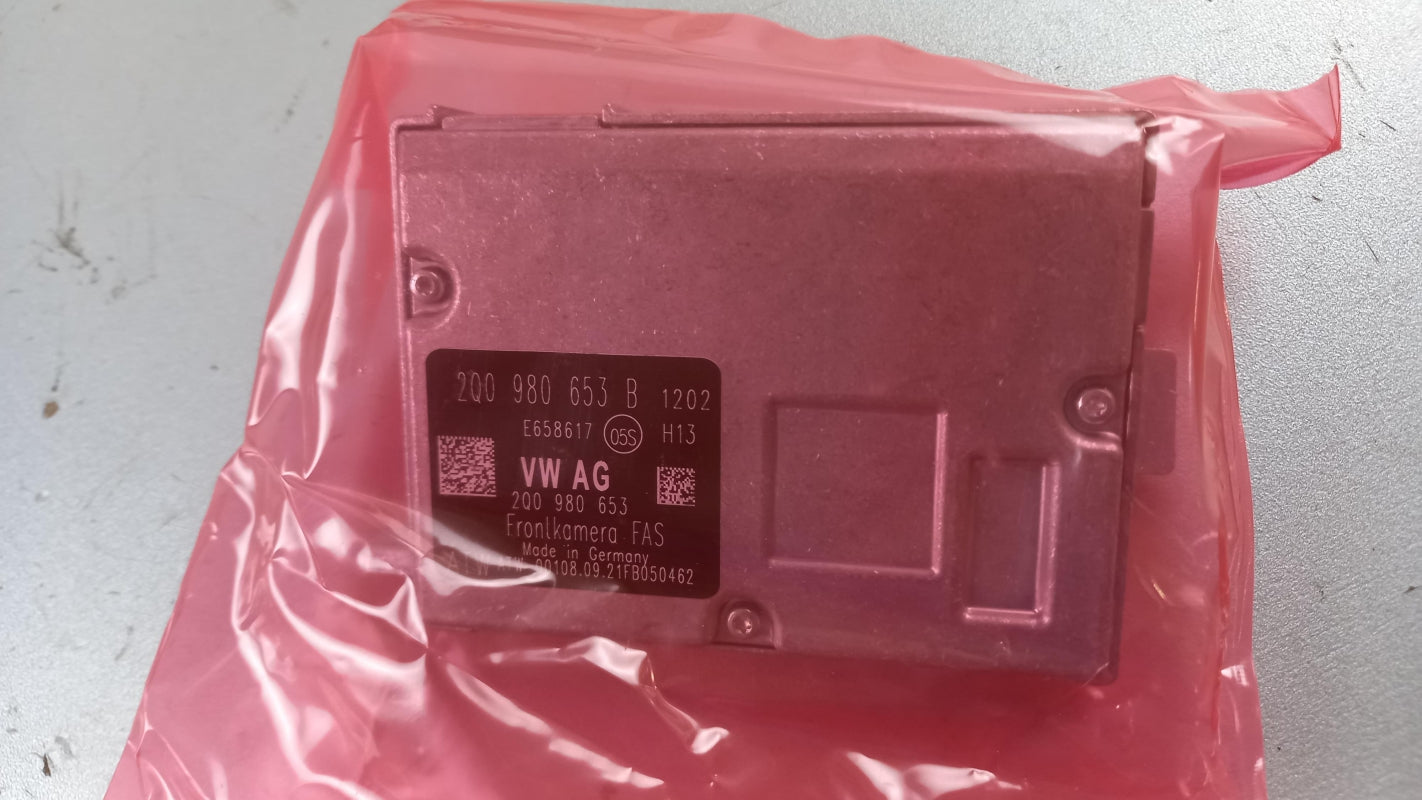 2Q0 980 653 B 1202
E658617 05S H13
VW AG
2Q0 980 653
Frontkamera FAS
Made in Germany
00108.09.21FB050462